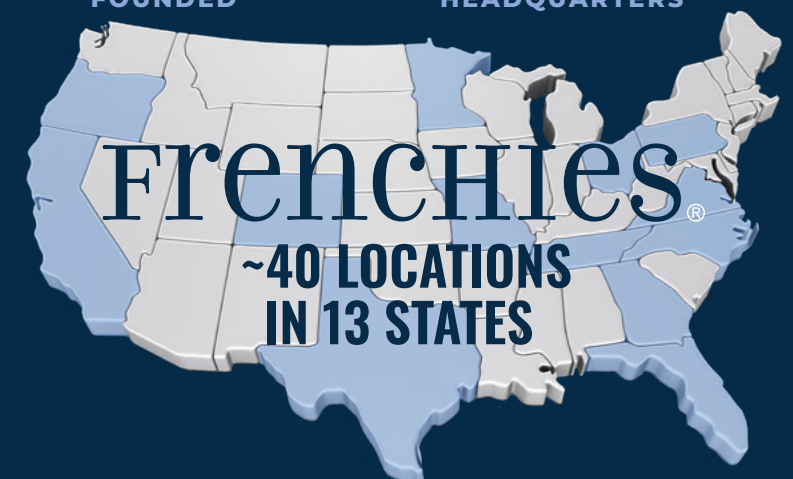 FOUNDED HEADQUARTERS
FrencHies®
~40 LOCATIONS
IN 13 STATES